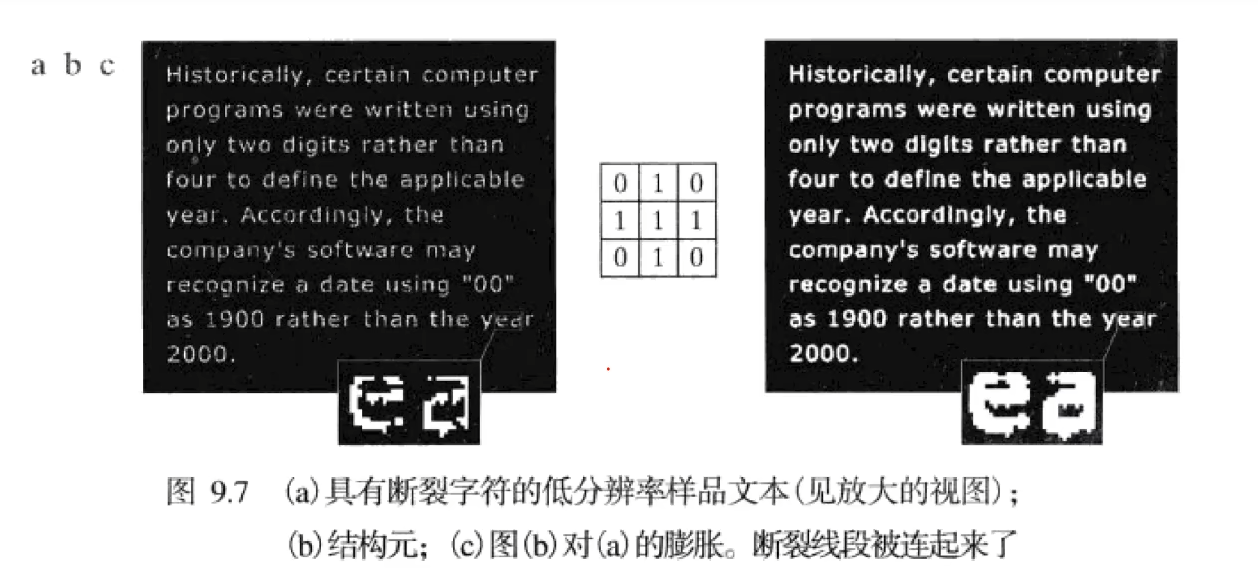 a b c
Historically, certain computer
programs were written using
only two digits rather than
four to define the applicable
year. Accordingly, the
company's software may
recognize a date using "00"
as 1900 rather than the year
2000.
e a
0 1 0
1 1 1
0 1 0
Historically, certain computer
programs were written using
only two digits rather than
four to define the applicable
year. Accordingly, the
company's software may
recognize a date using "00"
as 1900 rather than the year
2000.
e a
图 9.7 (a)具有断裂字符的低分辨率样品文本(见放大的视图);
(b)结构元;(c)图(b)对(a)的膨胀。断裂线段被连起来了